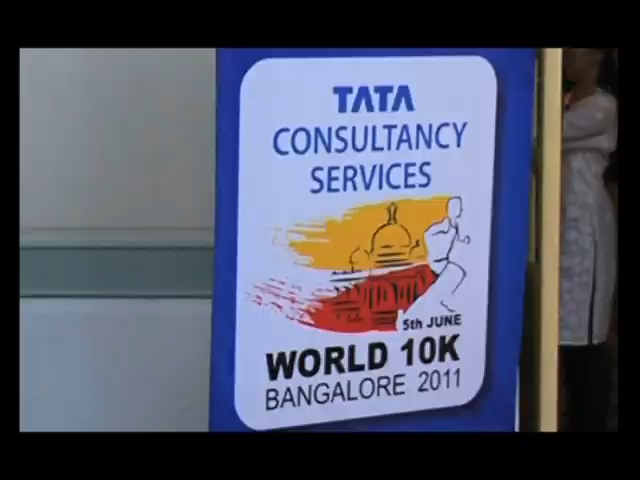 TATA
CONSULTANCY
SERVICES
5th JUNE
WORLD 10K
BANGALORE 2011